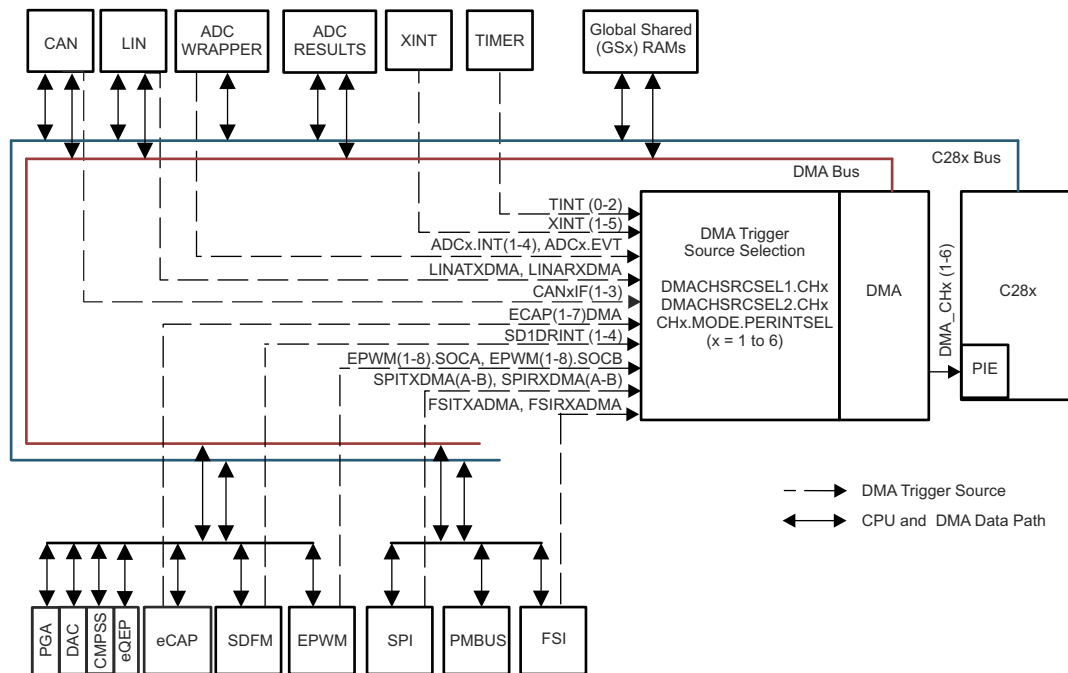 CAN
LIN
ADC
WRAPPER
ADC
RESULTS
XINT
TIMER
Global Shared
(GSx) RAMs
C28x Bus
DMA Bus
TINT (0-2)
XINT (1-5)
ADCx.INT(1-4), ADCx.EVT
LINATXDMA, LINARXDMA
CANxIF(1-3)
ECAP(1-7)DMA
SD1DRINT (1-4)
EPWM(1-8).SOCA, EPWM(1-8).SOCB
SPITXDMA(A-B), SPIRXDMA(A-B)
FSITXADMA, FSIRXADMA
DMA Trigger
Source Selection
DMACHSRCSEL1.CHx
DMACHSRCSEL2.CHx
CHx.MODE.PERINTSEL
(x = 1 to 6)
DMA
DMA_CHx (1-6)
C28x
PIE
DMA Trigger Source
CPU and DMA Data Path
PGA
DAC
CMPSS
eQEP
eCAP
SDFM
EPWM
SPI
PMBUS
FSI